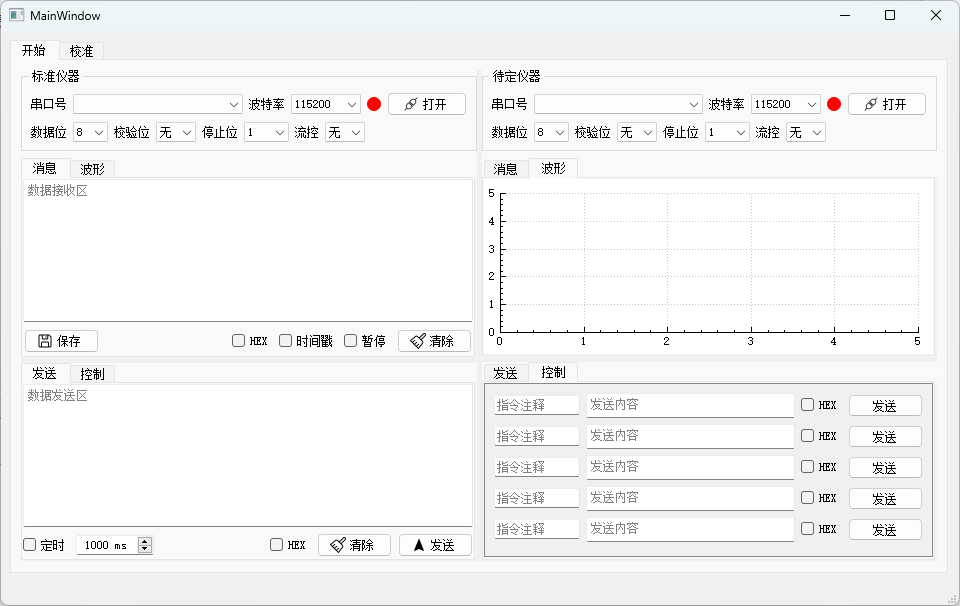 MainWindow
开始 校准
标准仪器
串口号 波特率 115200 打开
数据位 8 校验位 无 停止位 1 流控 无
消息 波形
数据接收区
保存 HEX 时间戳 暂停 清除
发送 控制
数据发送区
定时 1000 ms HEX 清除 发送
待定仪器
串口号 波特率 115200 打开
数据位 8 校验位 无 停止位 1 流控 无
消息 波形
5
4
3
2
1
0
0 1 2 3 4 5
发送 控制
指令注释 发送内容 HEX 发送
指令注释 发送内容 HEX 发送
指令注释 发送内容 HEX 发送
指令注释 发送内容 HEX 发送
指令注释 发送内容 HEX 发送